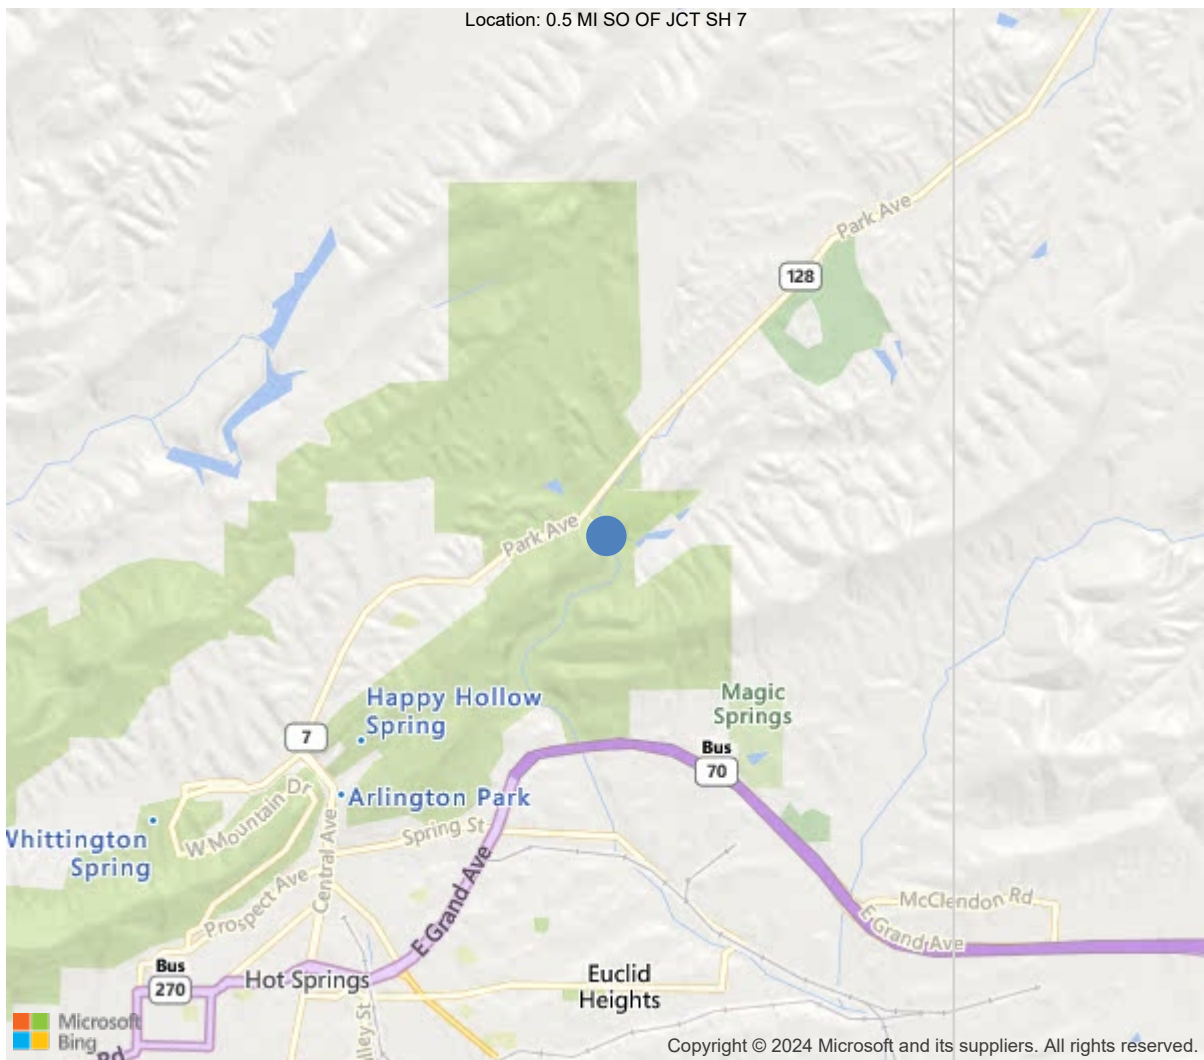 Location: 0.5 MI SO OF JCT SH 7
Park Ave
128
Park Ave
Happy Hollow
Spring
Magic
Springs
7
Bus
70
Arlington Park
W Mountain Dr
Whittington
Spring
Spring St
Central Ave
E Grand Ave
Prospect Ave
McClendon Rd
E Grand Ave
Bus
270
Hot Springs
Euclid
Heights
Microsoft
Bing
Rd
lley St
Copyright © 2024 Microsoft and its suppliers. All rights reserved.